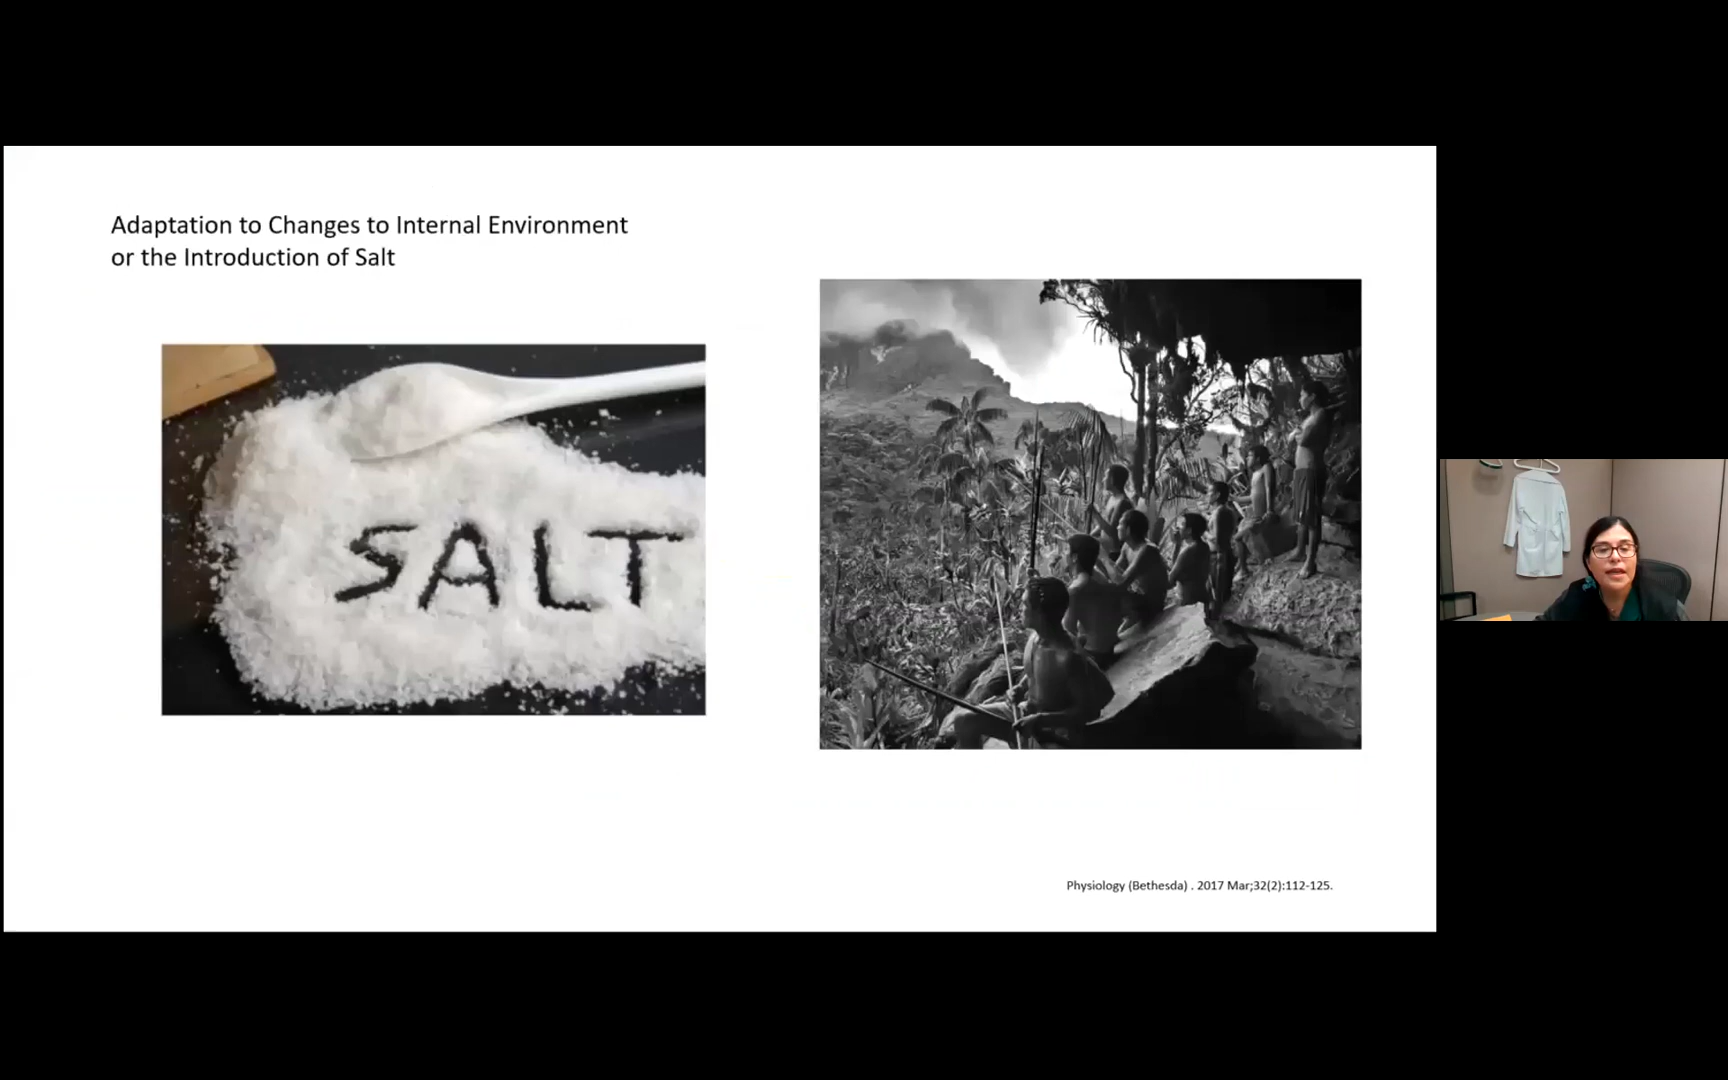 Adaptation to Changes to Internal Environment
or the Introduction of Salt
SALT
Physiology (Bethesda) . 2017 Mar;32(2):112-125.